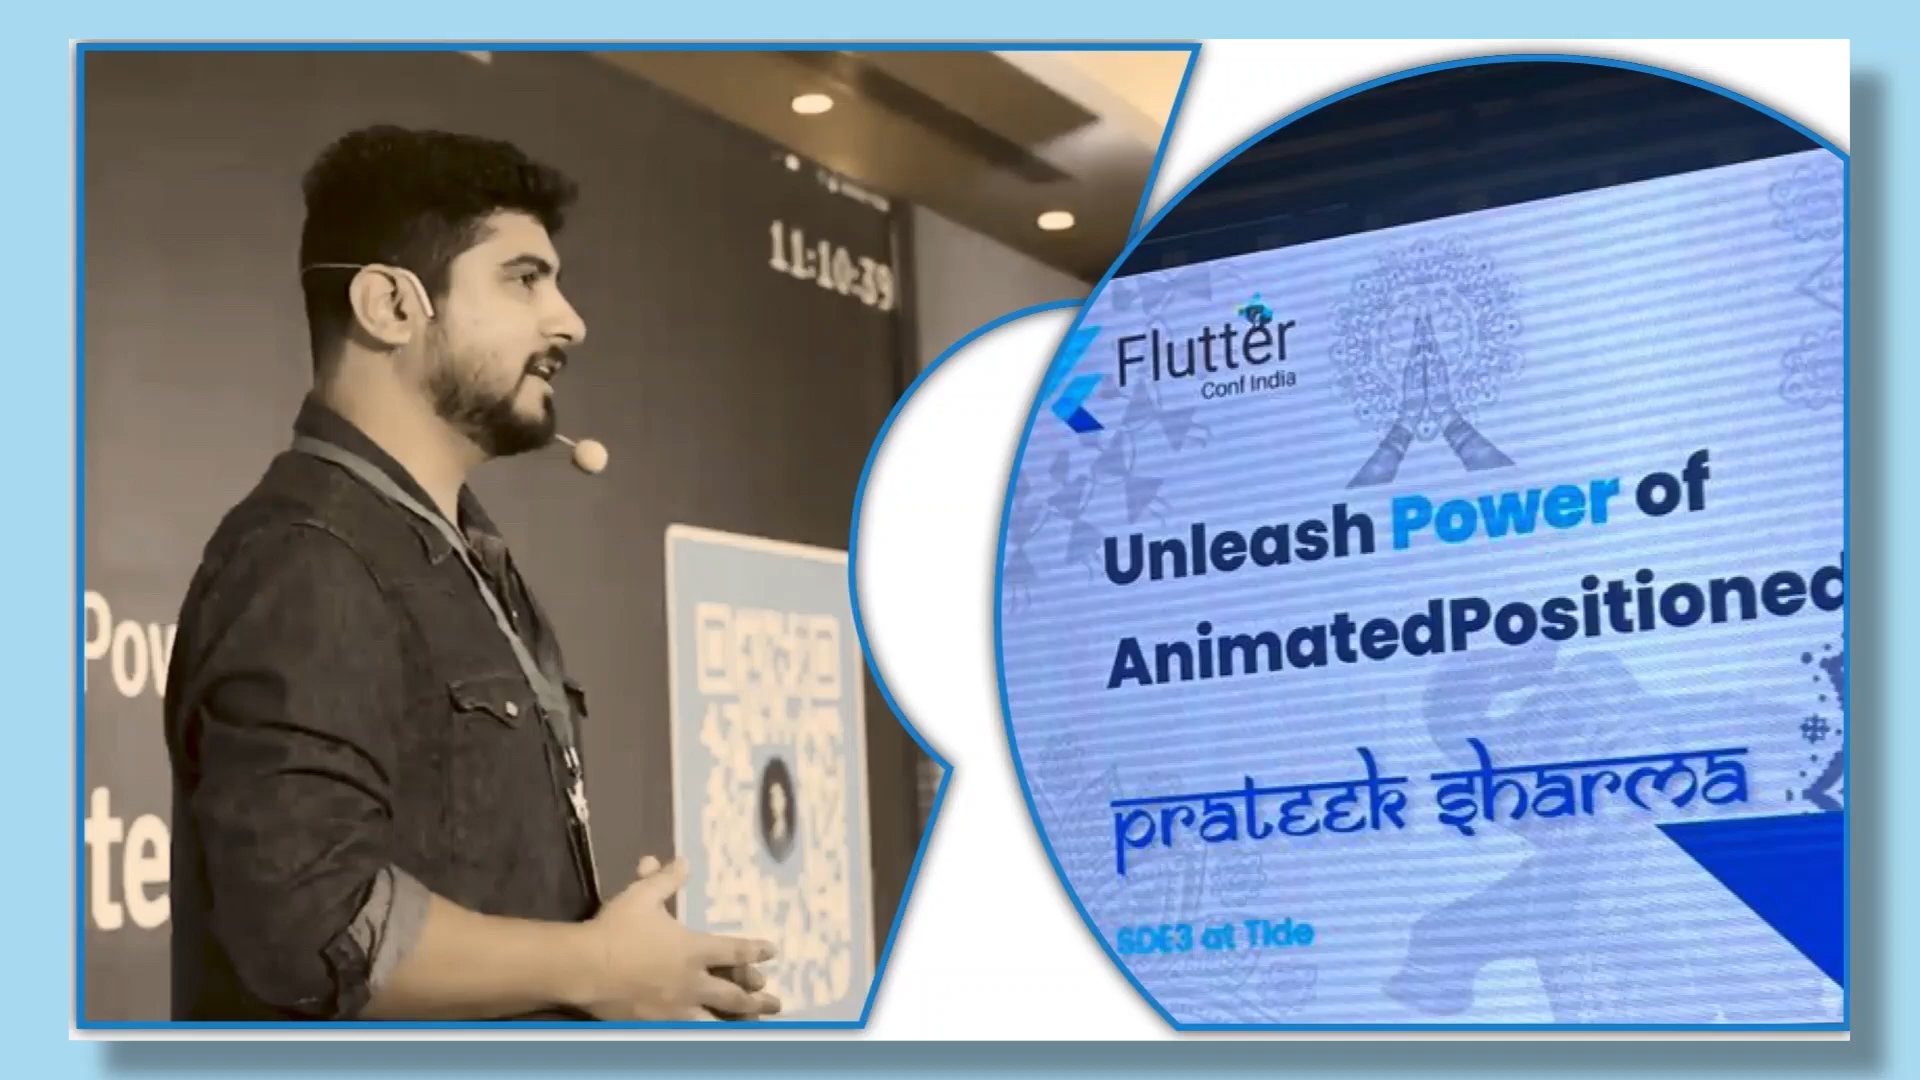 11:10:39
Pow
te
Flutter
Conf India
Unleash Power of
AnimatedPositioned
prateek sharma
SDE3 at Tide